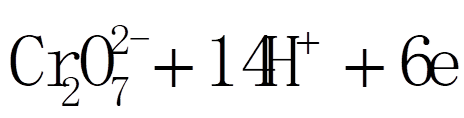 Cr₂O₇²⁻ + 14H⁺ + 6e